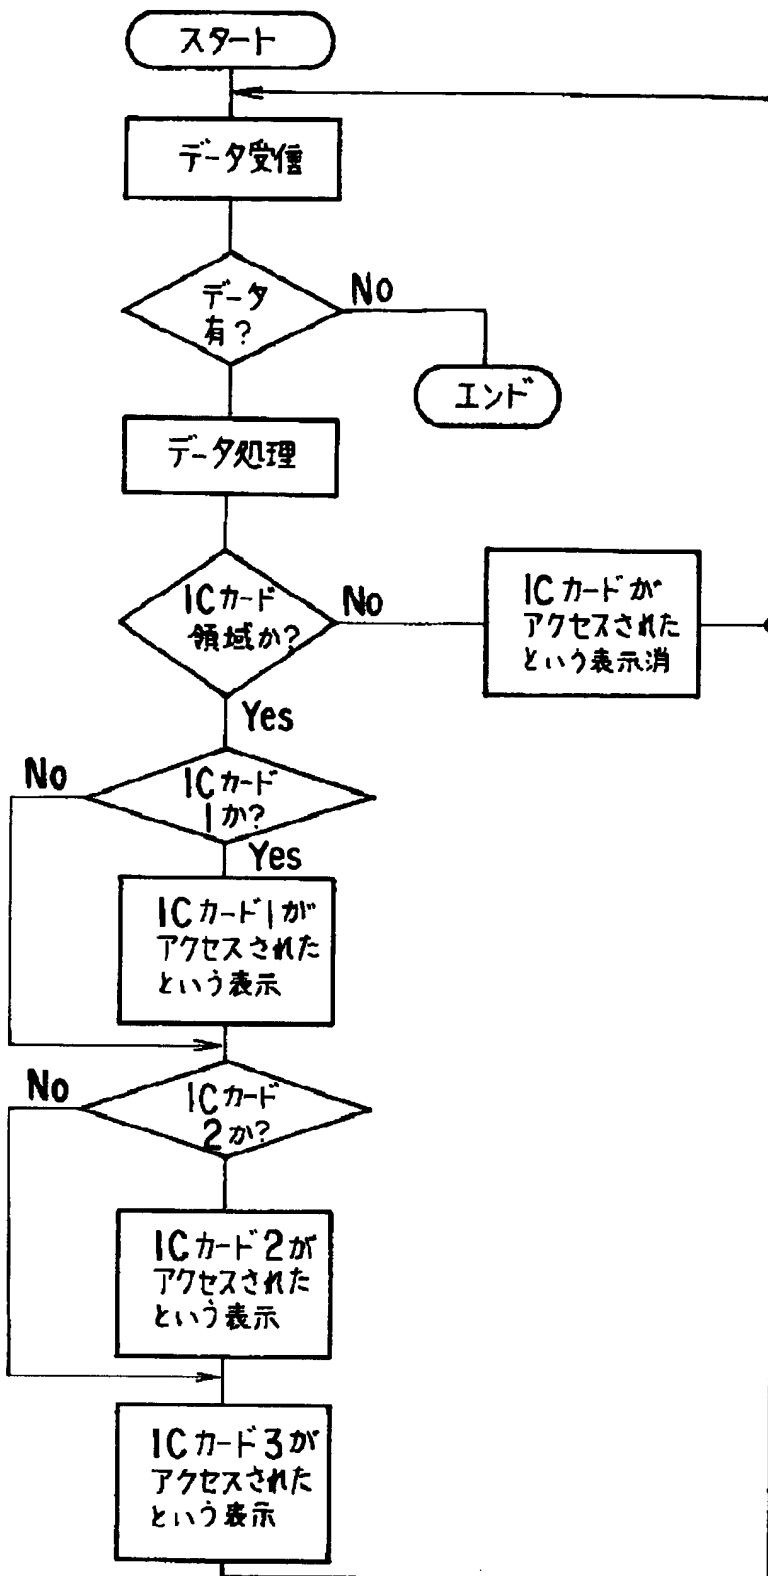 スタート
データ受信
データ
有?
No
エンド
データ処理
ICカード
領域か?
No
ICカードが
アクセスされた
という表示消
Yes
No
ICカード
1か?
Yes
ICカード1が
アクセスされた
という表示
No
ICカード
2か?
ICカード2が
アクセスされた
という表示
ICカード3が
アクセスされた
という表示